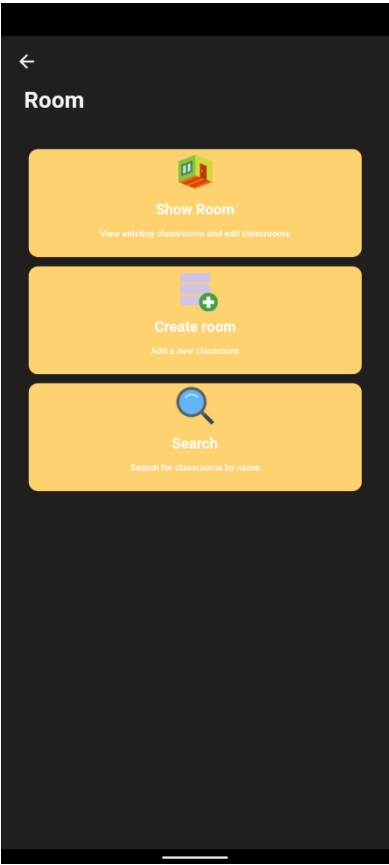 Room
Show Room
View existing classrooms and edit classrooms
Create room
Add a new classroom
Search
Search for classrooms by name